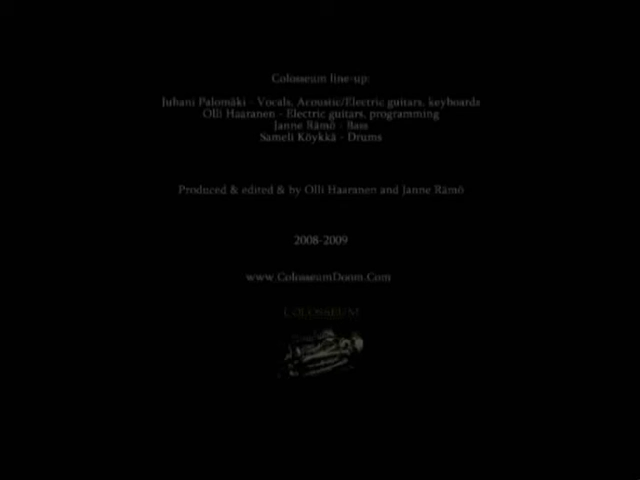 Colosseum line-up:
Juhani Palomäki - Vocals, Acoustic/Electric guitars, keyboards
Olli Haaranen - Electric guitars, programming
Janne Rämö - Bass
Sameli Köykkä - Drums
Produced & edited & by Olli Haaranen and Janne Rämö
2008-2009
www.ColosseumDoom.Com
COLOSSEUM